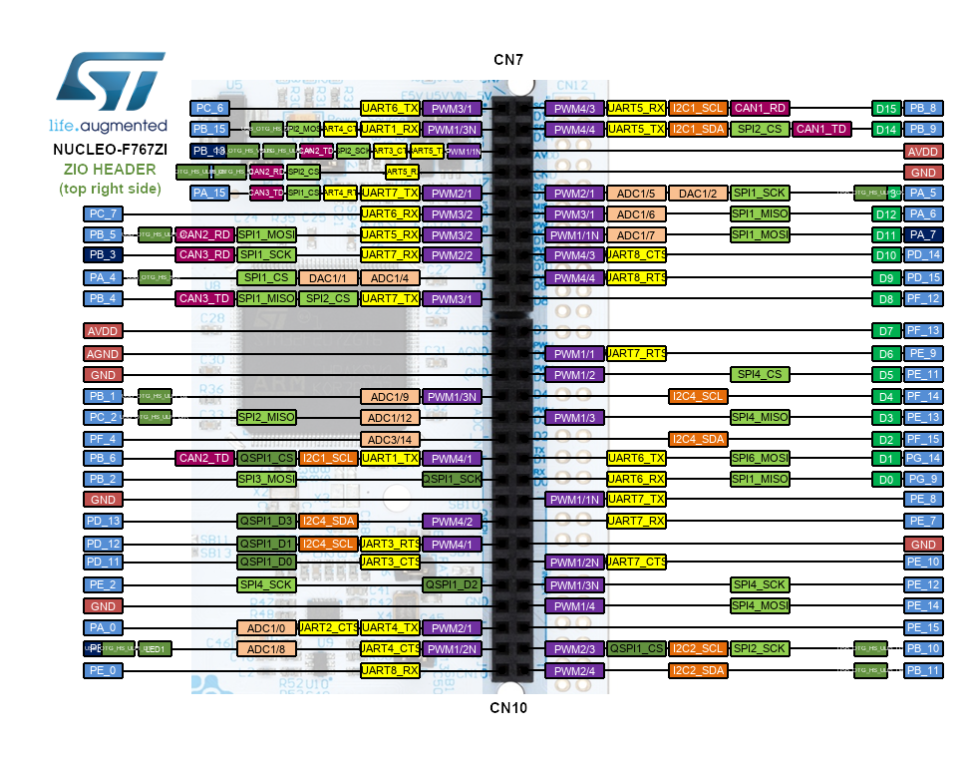 CN7
life.augmented
NUCLEO-F767ZI
ZIO HEADER
(top right side)
PC_6 UART6_TX PWM3/1 PWM4/3 UART5_RX I2C1_SCL CAN1_RD D15 PB_8
PB_15 UART1_RX PWM1/3N PWM4/4 UART5_TX I2C1_SDA SPI2_CS CAN1_TD D14 PB_9
CAN2_TD PWM1/1N AVDD
CAN2_RD SPI2_CS GND
PA_15 CAN3_TD SPI1_CS UART7_TX PWM2/1 PWM2/1 ADC1/5 DAC1/2 SPI1_SCK PA_5
PC_7 UART6_RX PWM3/2 PWM3/1 ADC1/6 SPI1_MISO D12 PA_6
PB_5 CAN2_RD SPI1_MOSI UART5_RX PWM3/2 PWM1/1N ADC1/7 SPI1_MOSI D11 PA_7
PB_3 CAN3_RD SPI1_SCK UART7_RX PWM2/2 PWM4/3 UART8_CTS D10 PD_14
PA_4 SPI1_CS DAC1/1 ADC1/4 PWM4/4 UART8_RTS D9 PD_15
PB_4 CAN3_TD SPI1_MISO SPI2_CS UART7_TX PWM3/1 D8 PF_12
AVDD D7 PF_13
AGND PWM1/1 UART7_RTS D6 PE_9
GND PWM1/2 SPI4_CS D5 PE_11
PB_1 ADC1/9 PWM1/3N I2C4_SCL D4 PF_14
PC_2 SPI2_MISO ADC1/12 PWM1/3 SPI4_MISO D3 PE_13
PF_4 ADC3/14 I2C4_SDA D2 PF_15
PB_6 CAN2_TD QSPI1_CS I2C1_SCL UART1_TX PWM4/1 UART6_TX SPI6_MOSI D1 PG_14
PB_2 SPI3_MOSI QSPI1_SCK UART6_RX SPI1_MISO D0 PG_9
GND PWM1/1N UART7_TX PE_8
PD_13 QSPI1_D3 I2C4_SDA PWM4/2 UART7_RX PE_7
PD_12 QSPI1_D1 I2C4_SCL UART3_RTS PWM4/1 GND
PD_11 QSPI1_D0 UART3_CTS PWM1/2N UART7_CTS PE_10
PE_2 SPI4_SCK QSPI1_D2 PWM1/3N SPI4_SCK PE_12
GND PWM1/4 SPI4_MOSI PE_14
PA_0 ADC1/0 UART2_CTS UART4_TX PWM2/1 PE_15
LED1 ADC1/8 UART4_CTS PWM1/2N PWM2/3 QSPI1_CS I2C2_SCL SPI2_SCK PB_10
PE_0 UART8_RX PWM2/4 I2C2_SDA PB_11
CN10